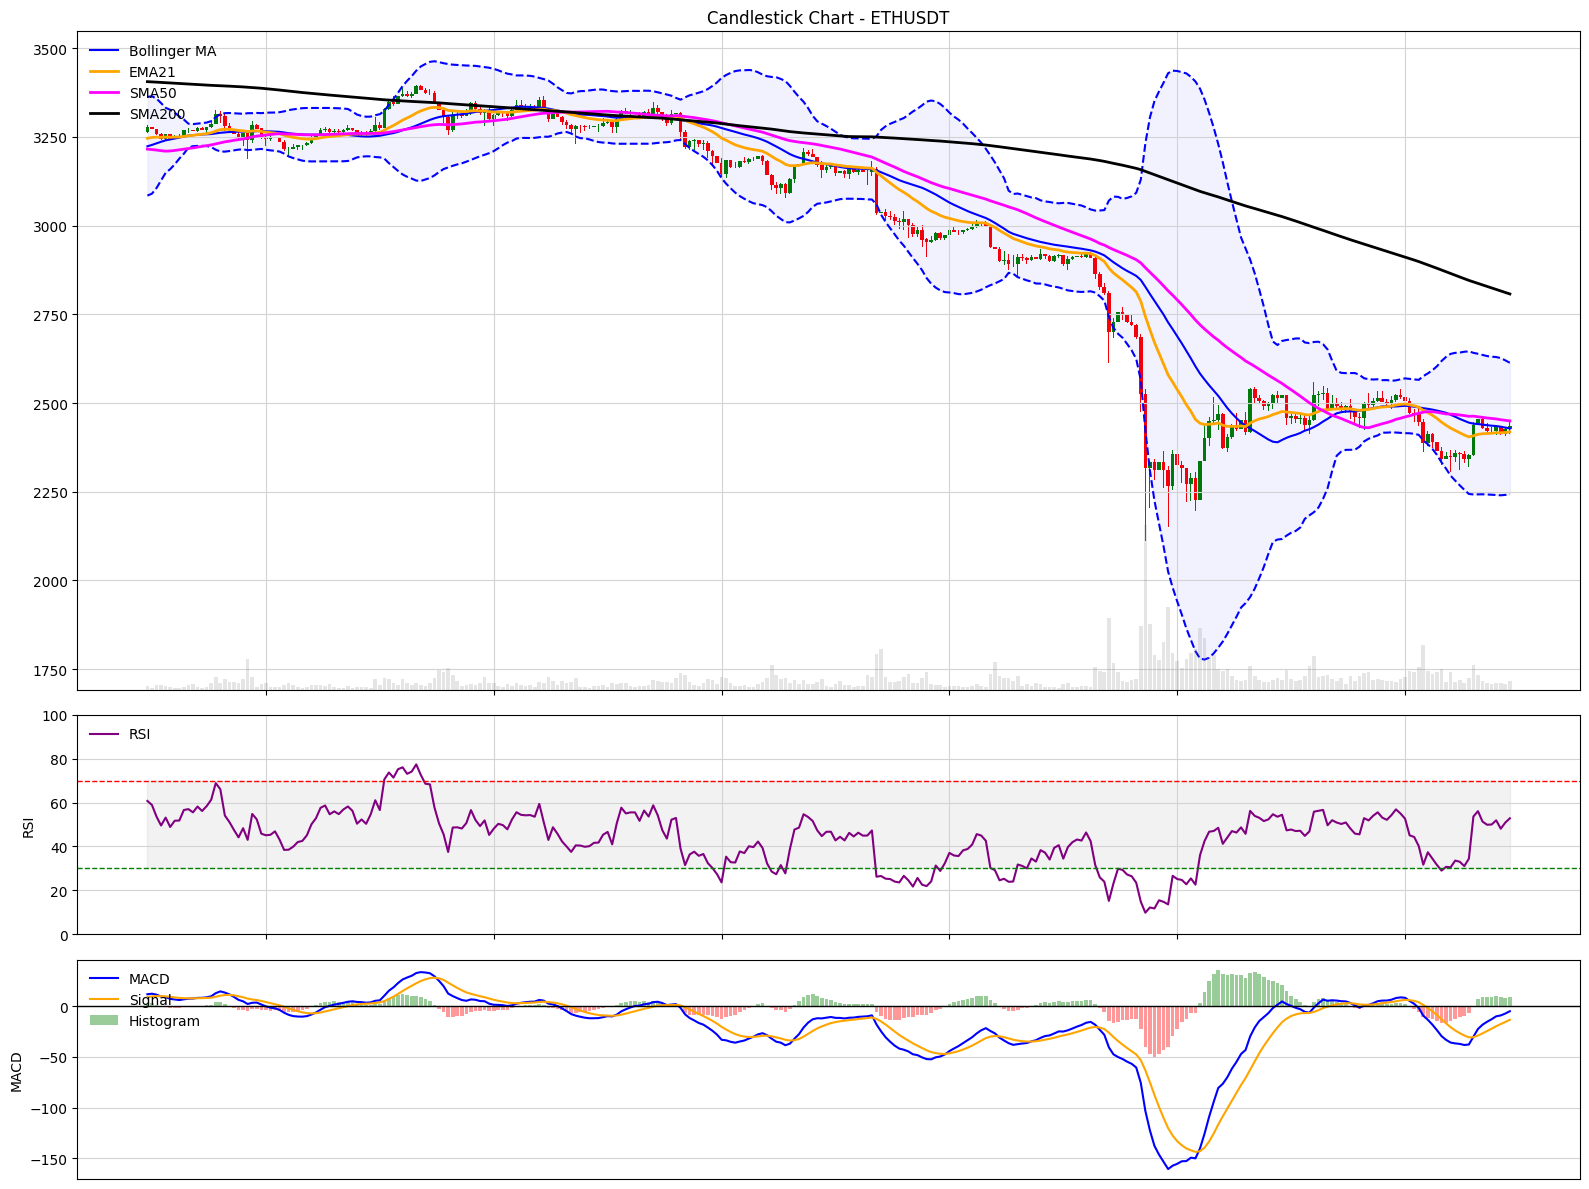 Candlestick Chart - ETHUSDT
3500
3250
3000
2750
2500
2250
2000
1750
Bollinger MA
EMA21
SMA50
SMA200
100
80
60
40
20
0
RSI
RSI
0
−50
−100
−150
MACD
MACD
Signal
Histogram